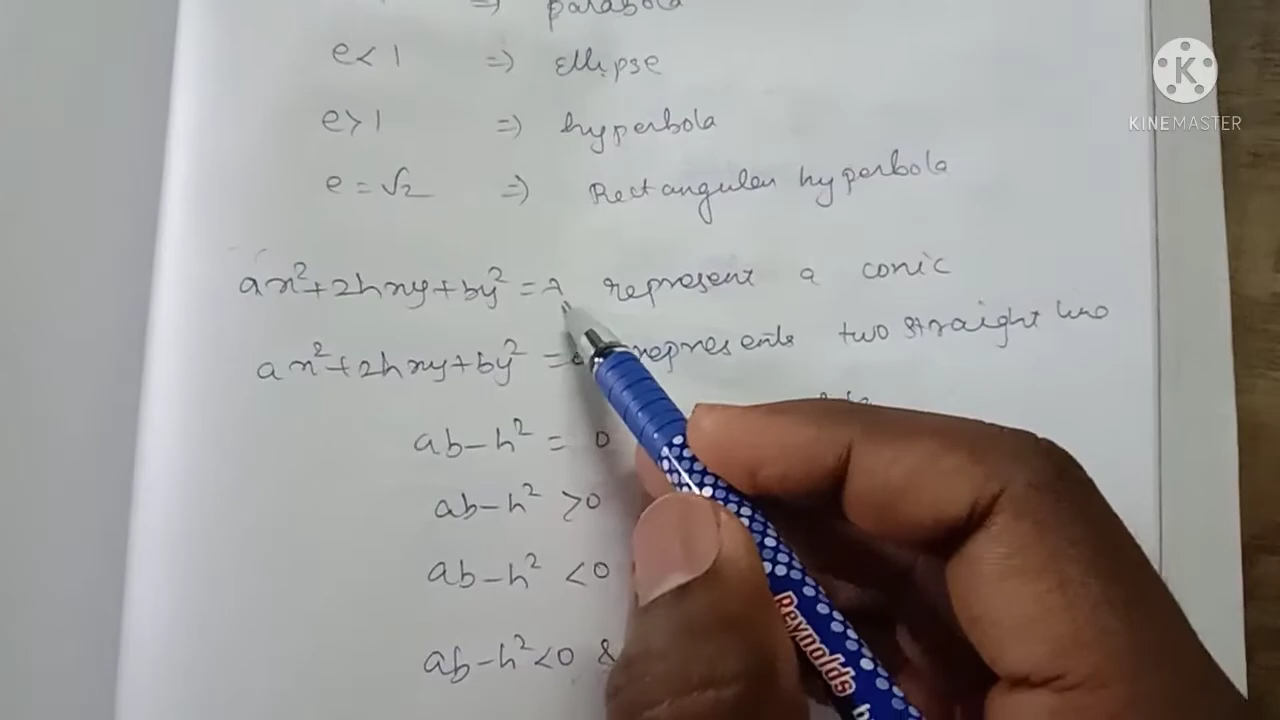 => parabola
e < 1 => Ellipse
e > 1 => hyperbola
e = √2 => Rectangular hyperbola
ax²+2hxy+by² = λ represent a conic
ax²+2hxy+by² = represents two straight line
ab-h² = 0
ab-h² >0
ab-h² <0
ab-h² <0 &
Reynolds
K
KINEMASTER